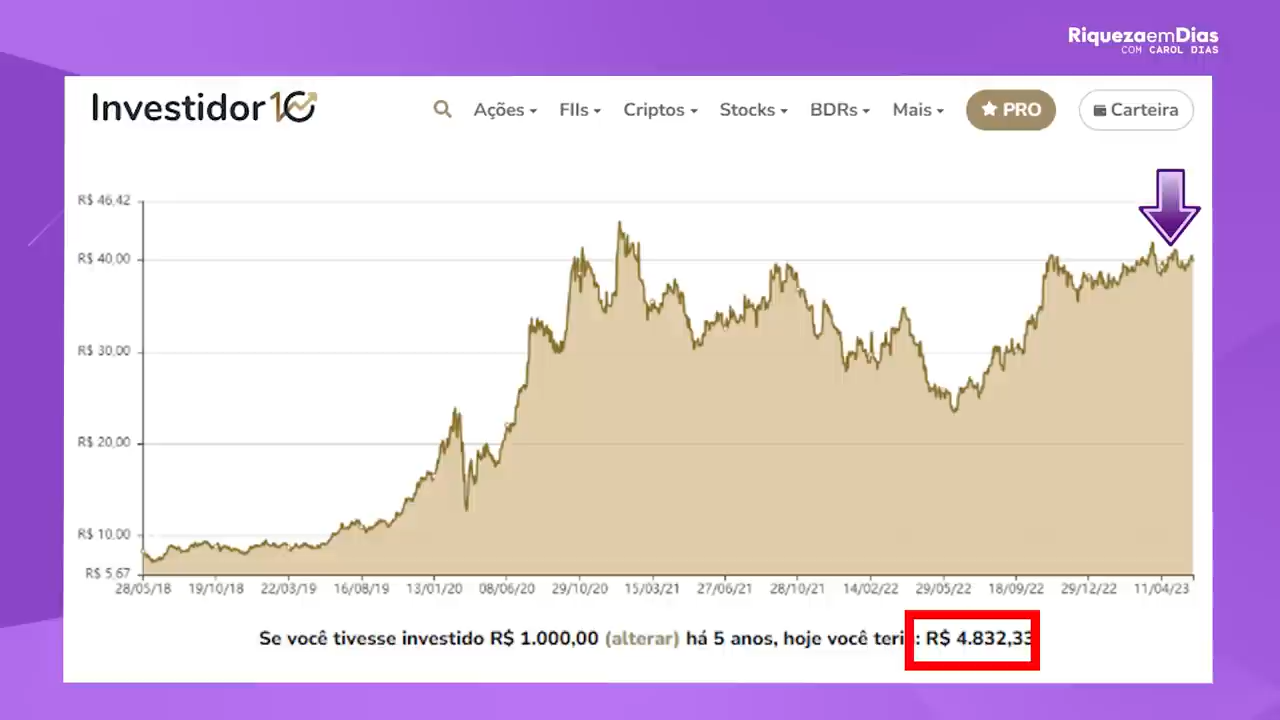 RiquezaemDias
COM CAROL DIAS
Investidor10
Ações
FIIs
Criptos
Stocks
BDRs
Mais
PRO
Carteira
R$ 46,42
R$ 40,00
R$ 30,00
R$ 20,00
R$ 10,00
R$ 5,67
28/05/18 19/10/18 22/03/19 16/08/19 13/01/20 08/06/20 29/10/20 15/03/21 27/06/21 28/10/21 14/02/22 29/05/22 18/09/22 29/12/22 11/04/23
Se você tivesse investido R$ 1.000,00 (alterar) há 5 anos, hoje você teri : R$ 4.832,33